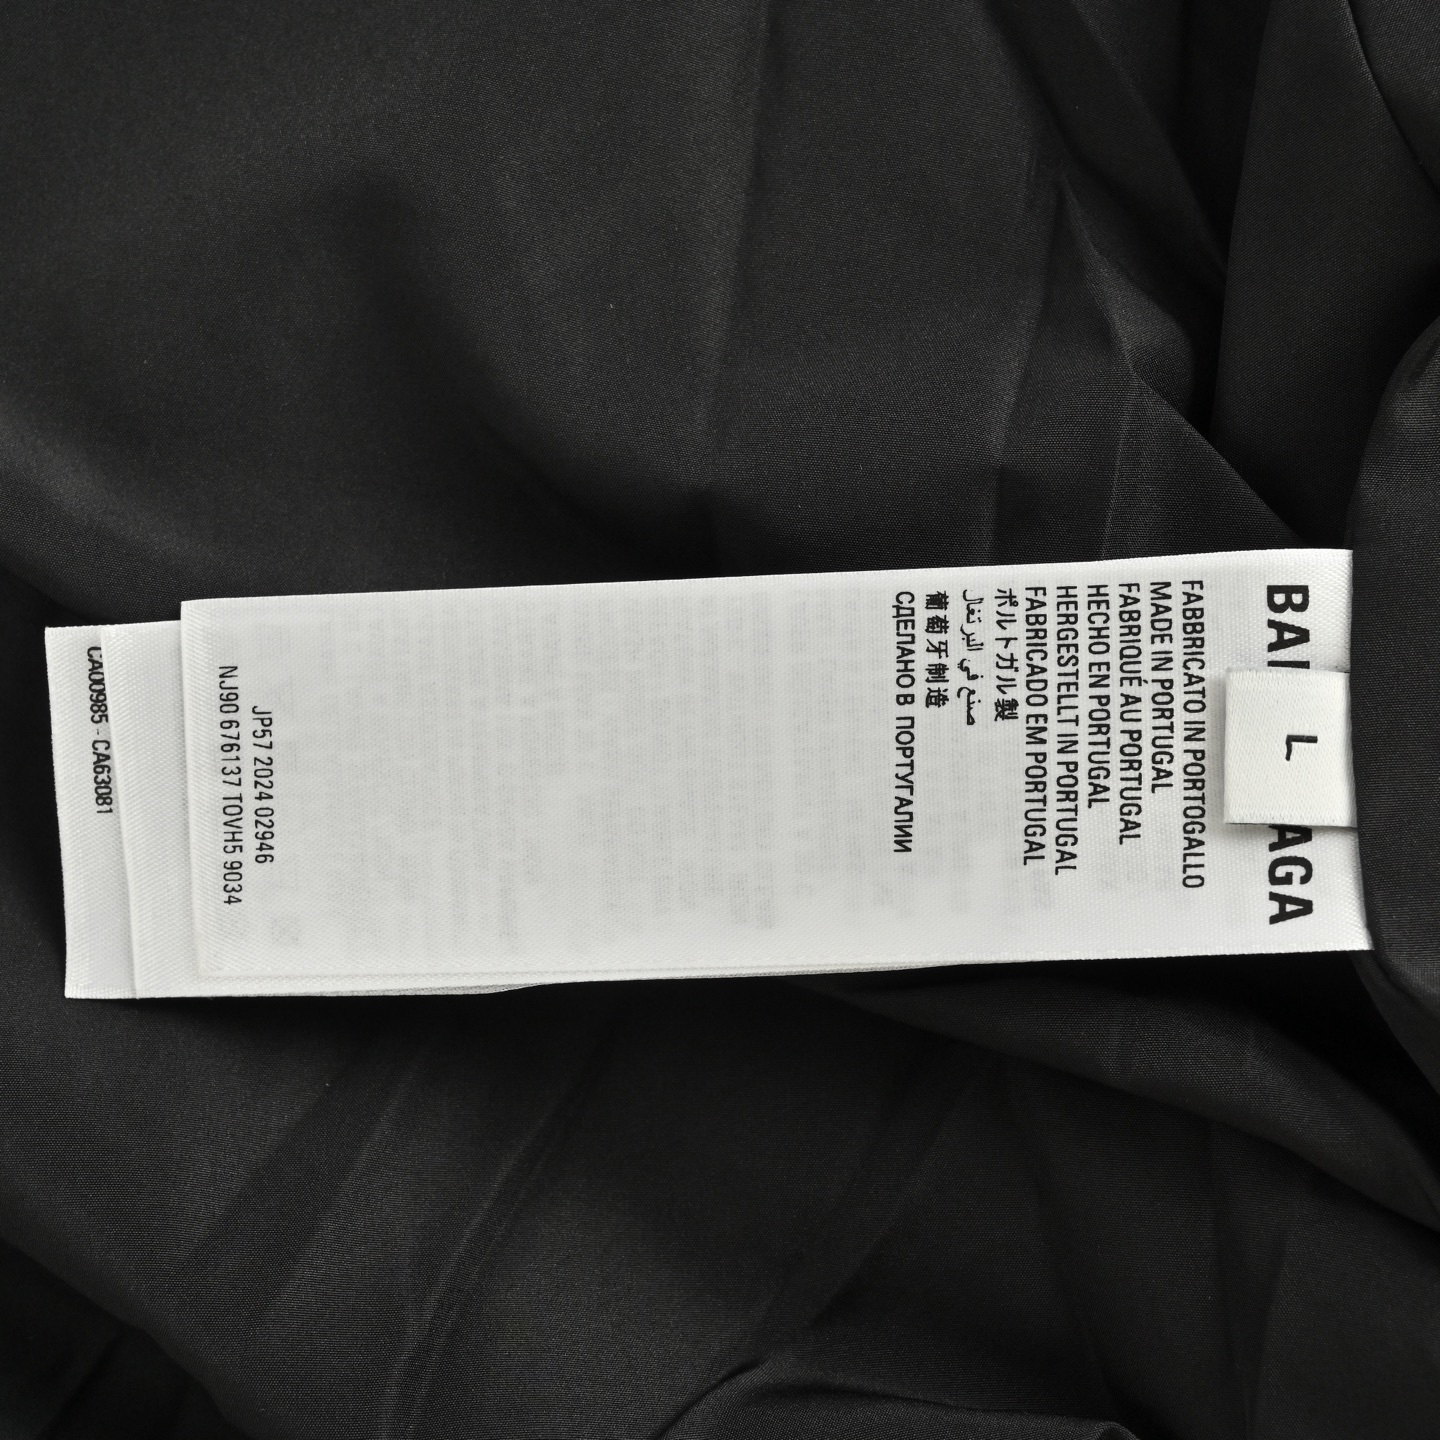 BAL AGA
L
FABBRICATO IN PORTOGALLO
MADE IN PORTUGAL
FABRIQUÉ AU PORTUGAL
HECHO EN PORTUGAL
HERGESTELLT IN PORTUGAL
FABRICADO EM PORTUGAL
ポルトガル製
صنع في البرتغال
葡萄牙制造
СДЕЛАНО В ПОРТУГАЛИИ
JP57 2024 02946
NJ90 676137 TOVH5 9034
CA00985 - CA63081